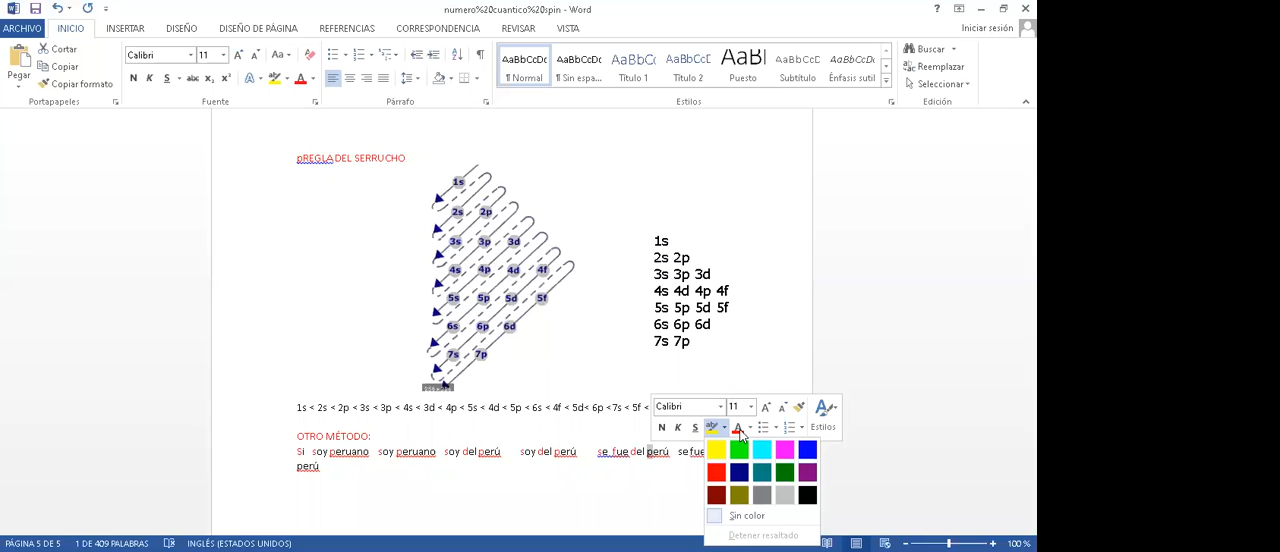 numero%20cuantico%20spin - Word
ARCHIVO INICIO INSERTAR DISEÑO DISEÑO DE PÁGINA REFERENCIAS CORRESPONDENCIA REVISAR VISTA Iniciar sesión
Pegar
Cortar
Copiar
Copiar formato
Portapapeles
Calibri 11
N K S abc x₂ x²
Fuente
Párrafo
AaBbCcDc AaBbCcDc AaBbC AaBbCcD AaB AaBbCcD AaBbCcDc
¶ Normal ¶ Sin espa... Título 1 Título 2 Puesto Subtítulo Énfasis sutil
Estilos
Buscar
Reemplazar
Seleccionar
Edición
pREGLA DEL SERRUCHO
1s
2s 2p
3s 3p 3d
4s 4p 4d 4f
5s 5p 5d 5f
6s 6p 6d
7s 7p
1s
2s 2p
3s 3p 3d
4s 4d 4p 4f
5s 5p 5d 5f
6s 6p 6d
7s 7p
1s < 2s < 2p < 3s < 3p < 4s < 3d < 4p < 5s < 4d < 5p < 6s < 4f < 5d< 6p <7s < 5f <
OTRO MÉTODO:
Si soy peruano soy peruano soy del perú soy del perú se fue del perú se fue
perú
Calibri 11
N K S
Estilos
Sin color
Detener resaltado
PÁGINA 5 DE 5 1 DE 409 PALABRAS INGLÉS (ESTADOS UNIDOS) 100 %